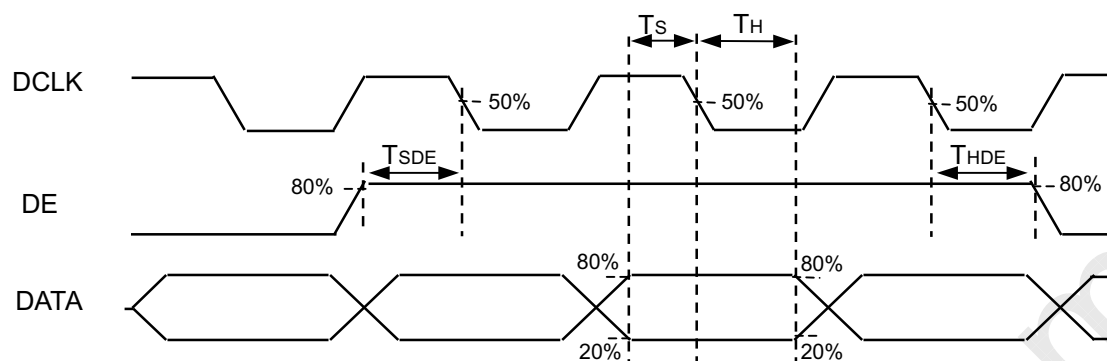 TS TH
DCLK
50% 50% 50%
TSDE THDE
80% 80%
DE
80% 80%
DATA
20% 20%